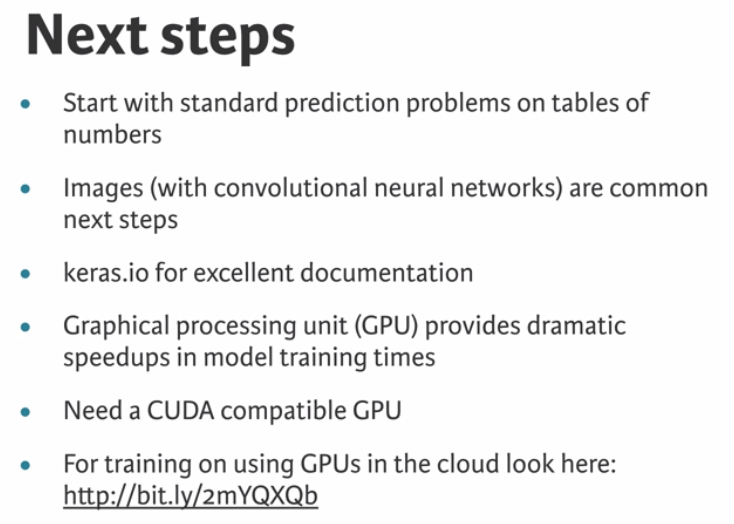 Next steps
• Start with standard prediction problems on tables of
numbers
• Images (with convolutional neural networks) are common
next steps
• keras.io for excellent documentation
• Graphical processing unit (GPU) provides dramatic
speedups in model training times
• Need a CUDA compatible GPU
• For training on using GPUs in the cloud look here:
http://bit.ly/2mYQXQb